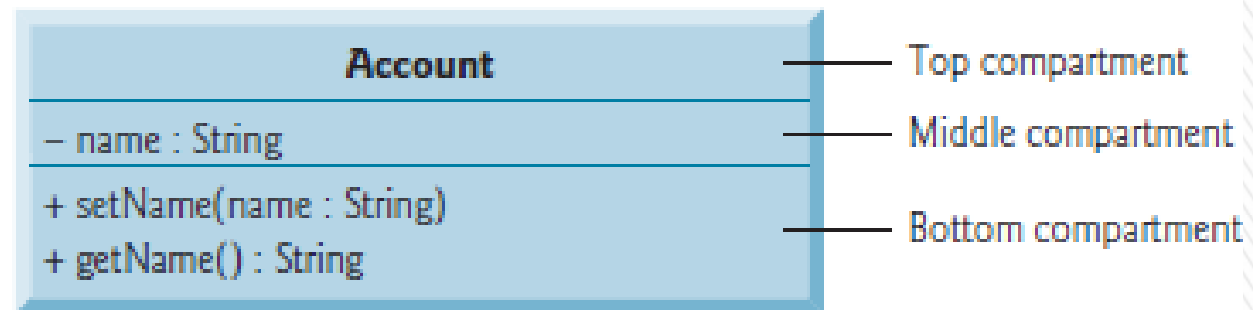 Account
Top compartment
– name : String
Middle compartment
+ setName(name : String)
+ getName() : String
Bottom compartment